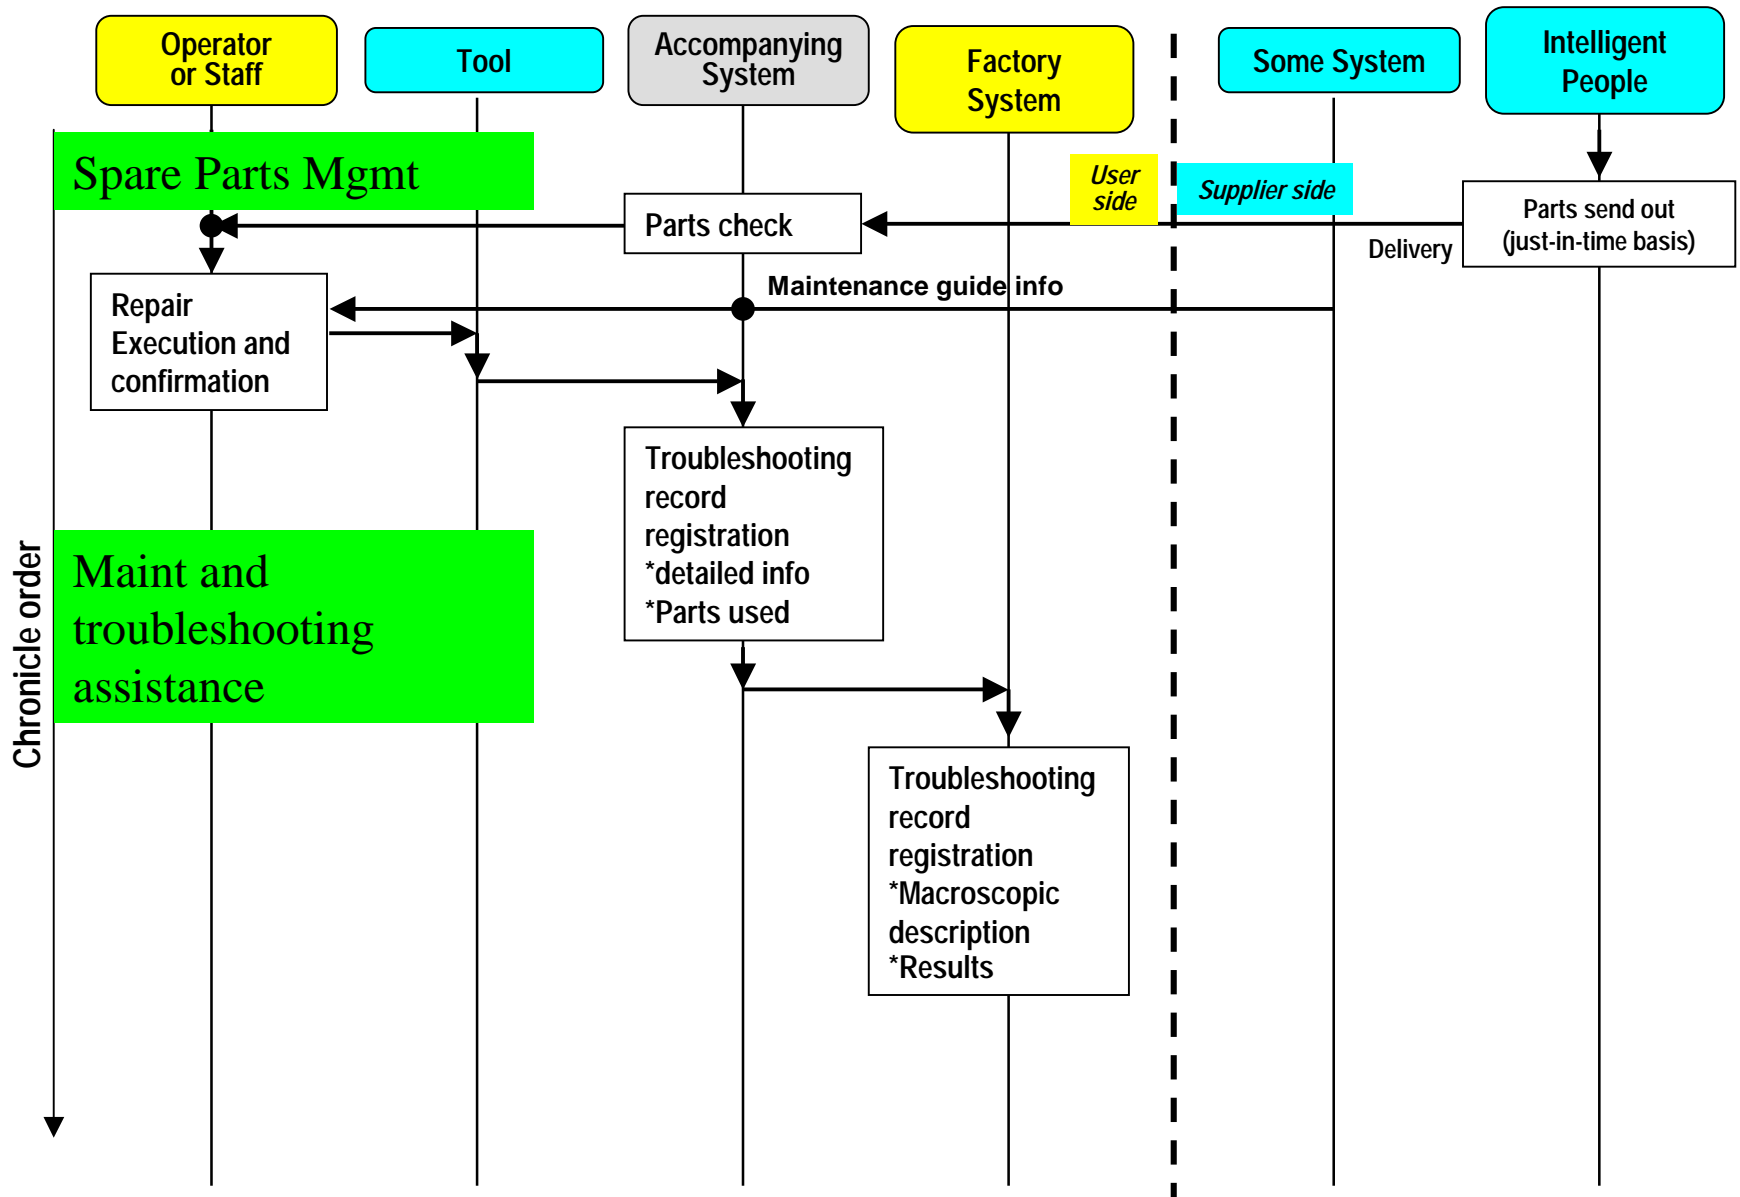 Operator
or Staff
Tool
Accompanying
System
Factory
System
Some System
Intelligent
People
Spare Parts Mgmt
User
side
Supplier side
Parts check
Parts send out
(just-in-time basis)
Delivery
Maintenance guide info
Repair
Execution and
confirmation
Troubleshooting
record
registration
*detailed info
*Parts used
Maint and
troubleshooting
assistance
Chronicle order
Troubleshooting
record
registration
*Macroscopic
description
*Results